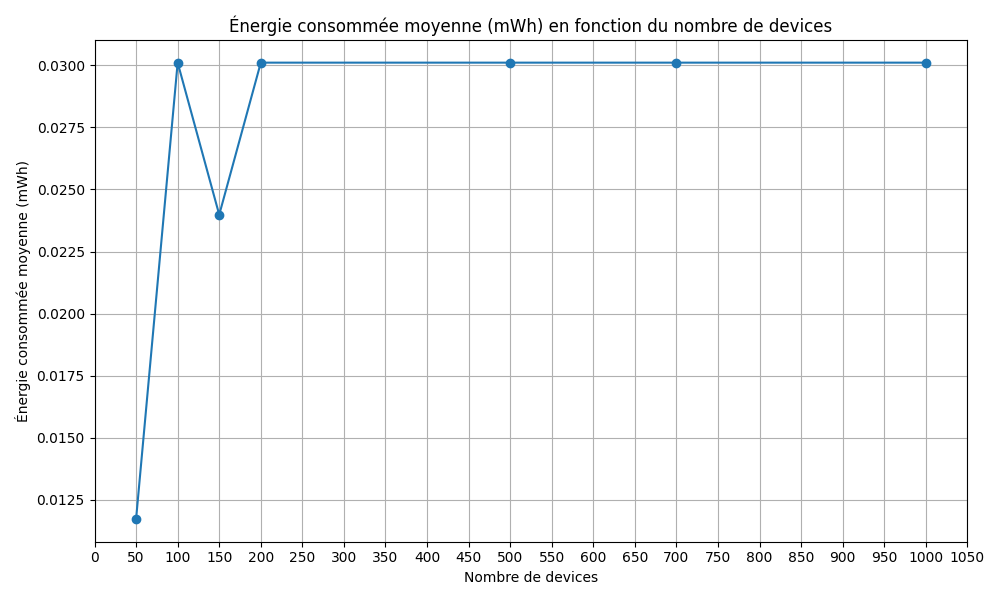 Énergie consommée moyenne (mWh) en fonction du nombre de devices
Énergie consommée moyenne (mWh)
0.0300
0.0275
0.0250
0.0225
0.0200
0.0175
0.0150
0.0125
0 50 100 150 200 250 300 350 400 450 500 550 600 650 700 750 800 850 900 950 1000 1050
Nombre de devices